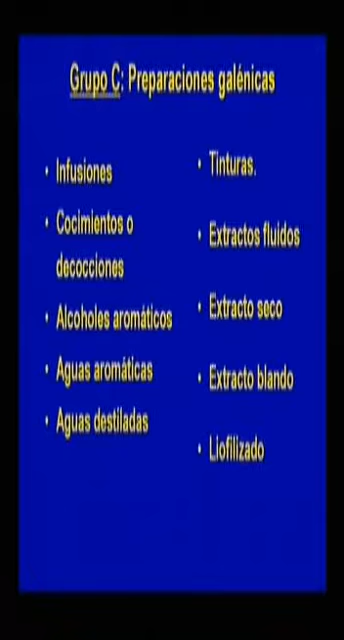 Grupo C: Preparaciones galénicas
· Infusiones
· Cocimientos o
decocciones
· Alcoholes aromáticos
· Aguas aromáticas
· Aguas destiladas
· Tinturas.
· Extractos fluidos
· Extracto seco
· Extracto blando
· Liofilizado